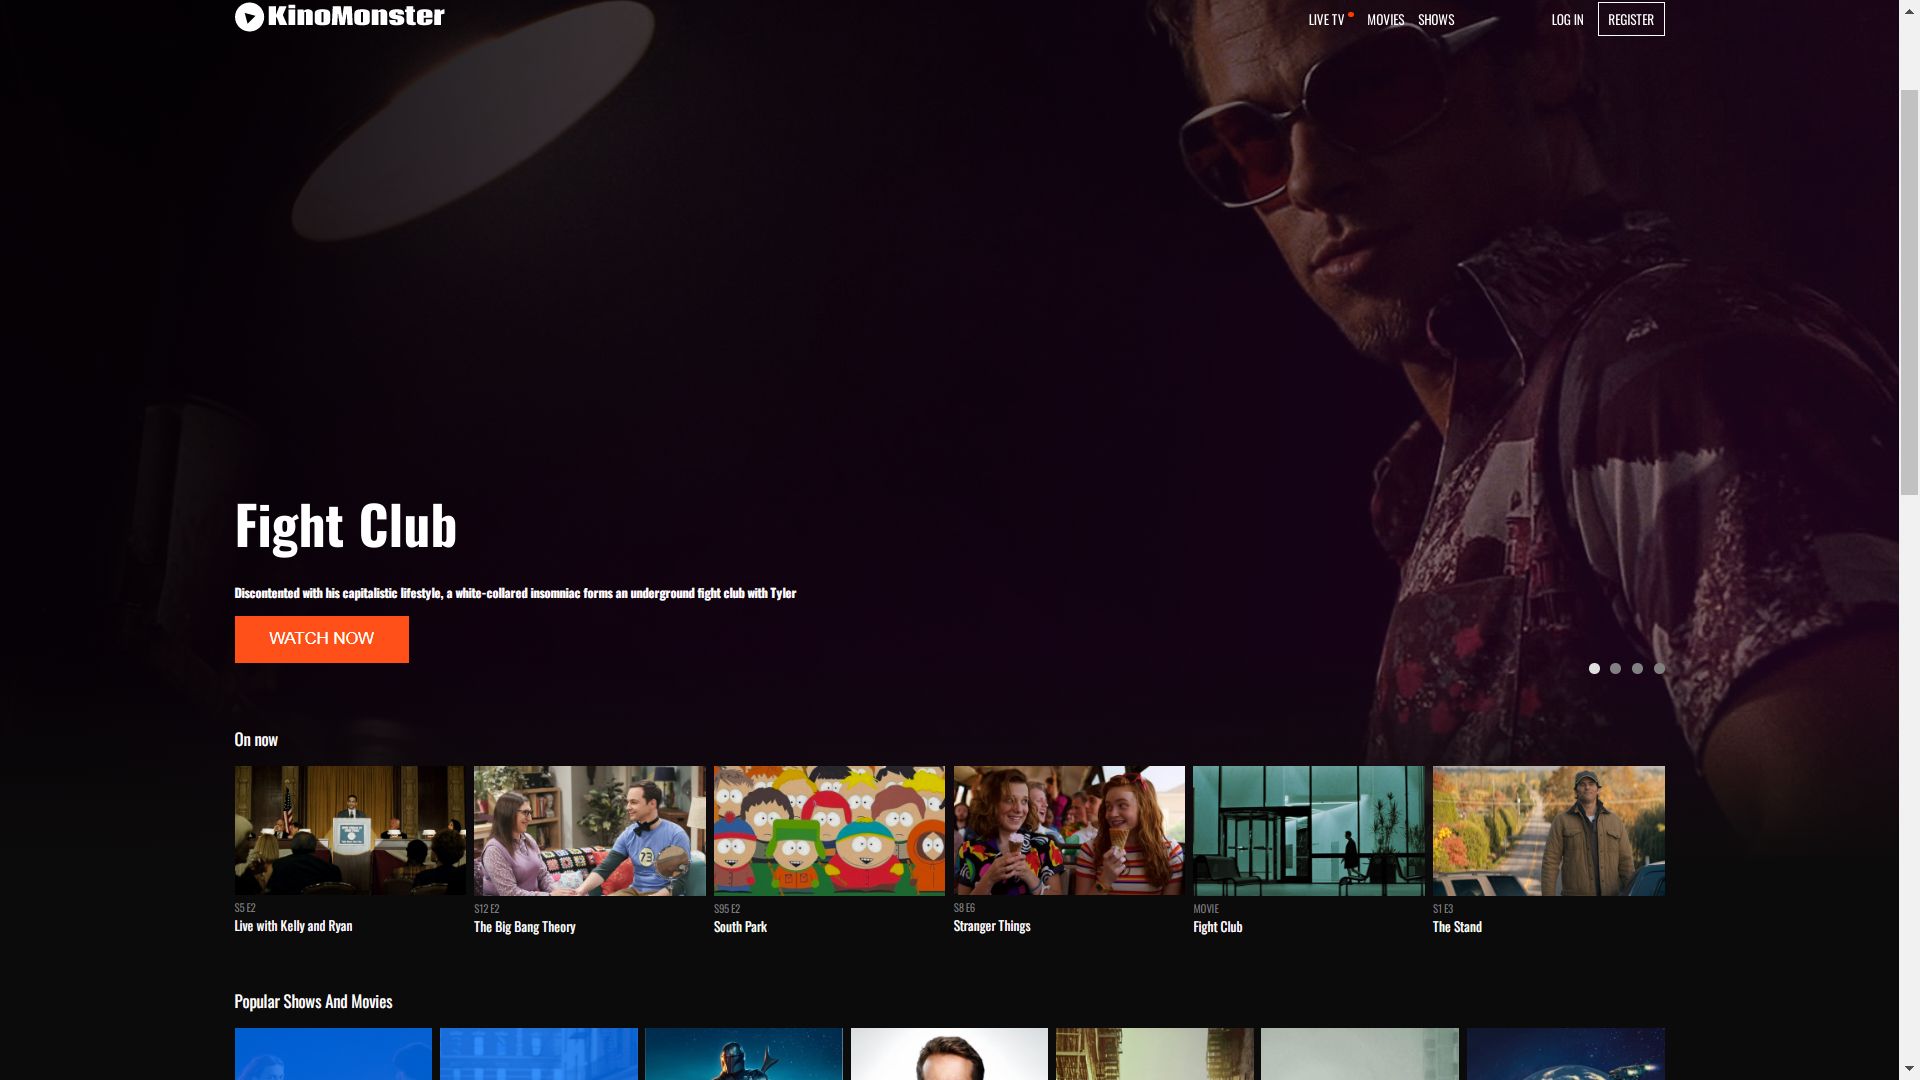 KinoMonster
LIVE TV
MOVIES
SHOWS
LOG IN
REGISTER
Fight Club
Discontented with his capitalistic lifestyle, a white-collared insomniac forms an underground fight club with Tyler
WATCH NOW
On now
S5 E2
Live with Kelly and Ryan
S12 E2
The Big Bang Theory
73
S95 E2
South Park
S8 E6
Stranger Things
MOVIE
Fight Club
S1 E3
The Stand
Popular Shows And Movies